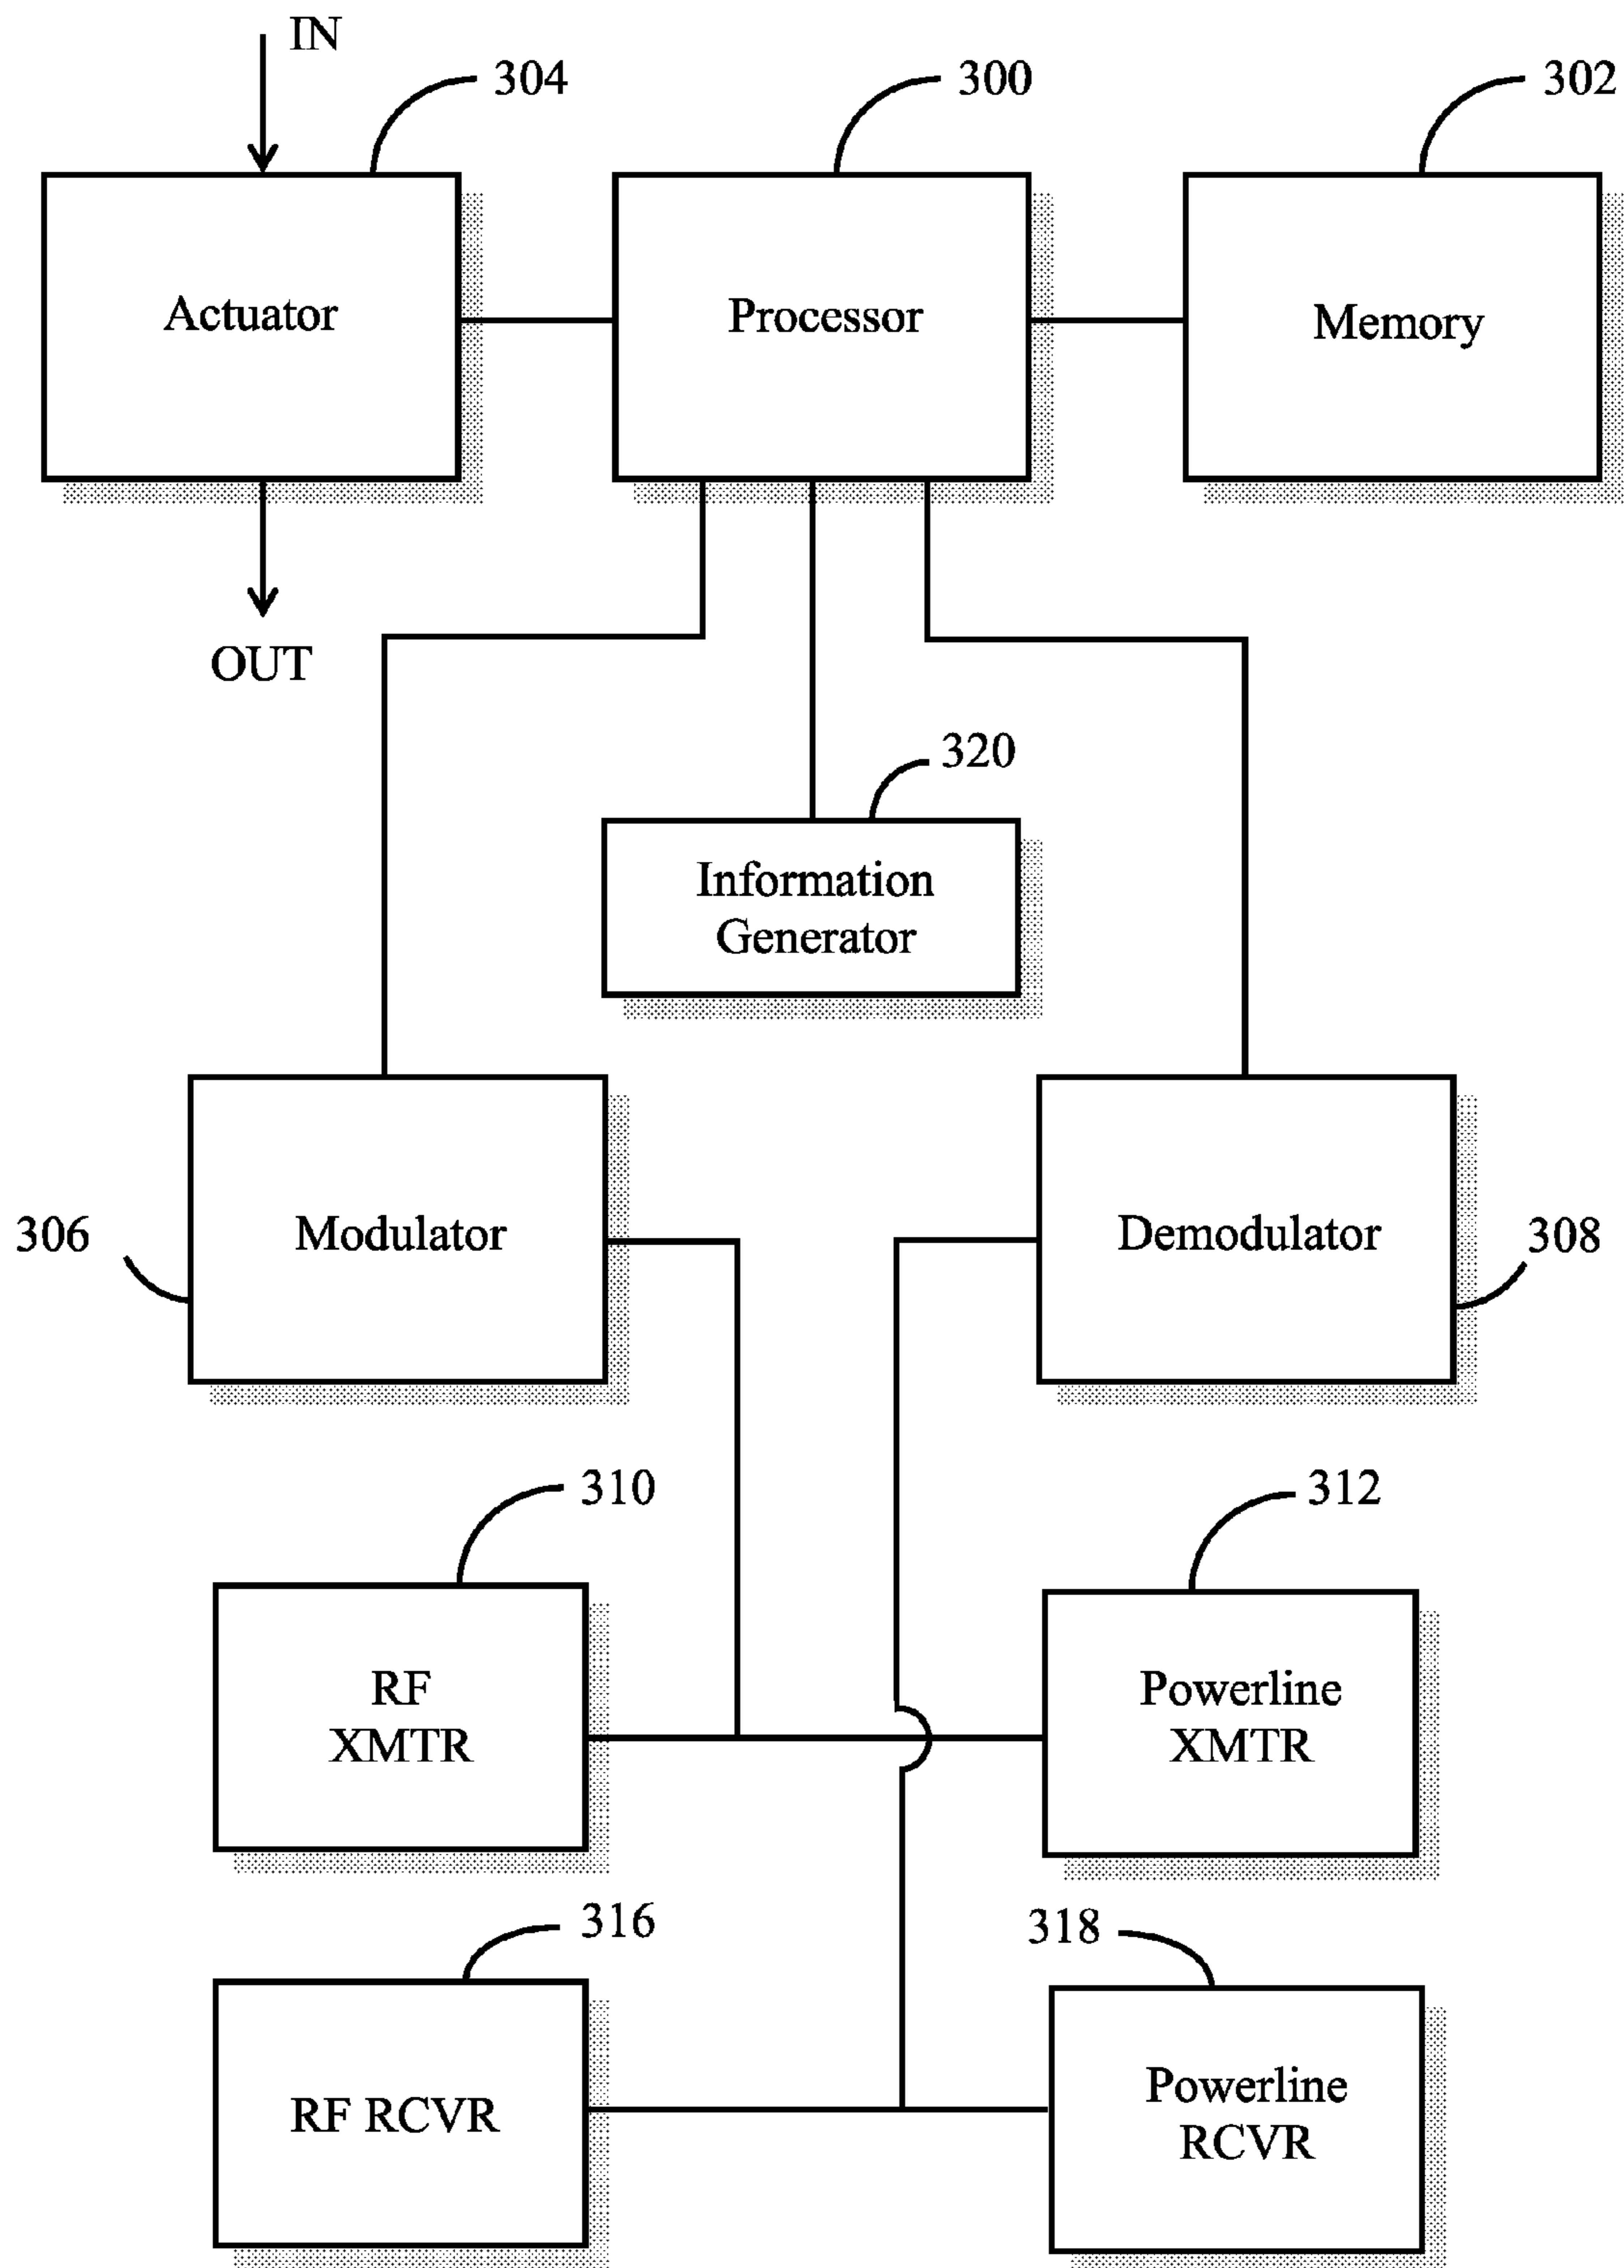 IN
304
300
302
Actuator
Processor
Memory
OUT
320
Information
Generator
306
Modulator
Demodulator
308
310
312
RF
XMTR
Powerline
XMTR
316
318
RF RCVR
Powerline
RCVR